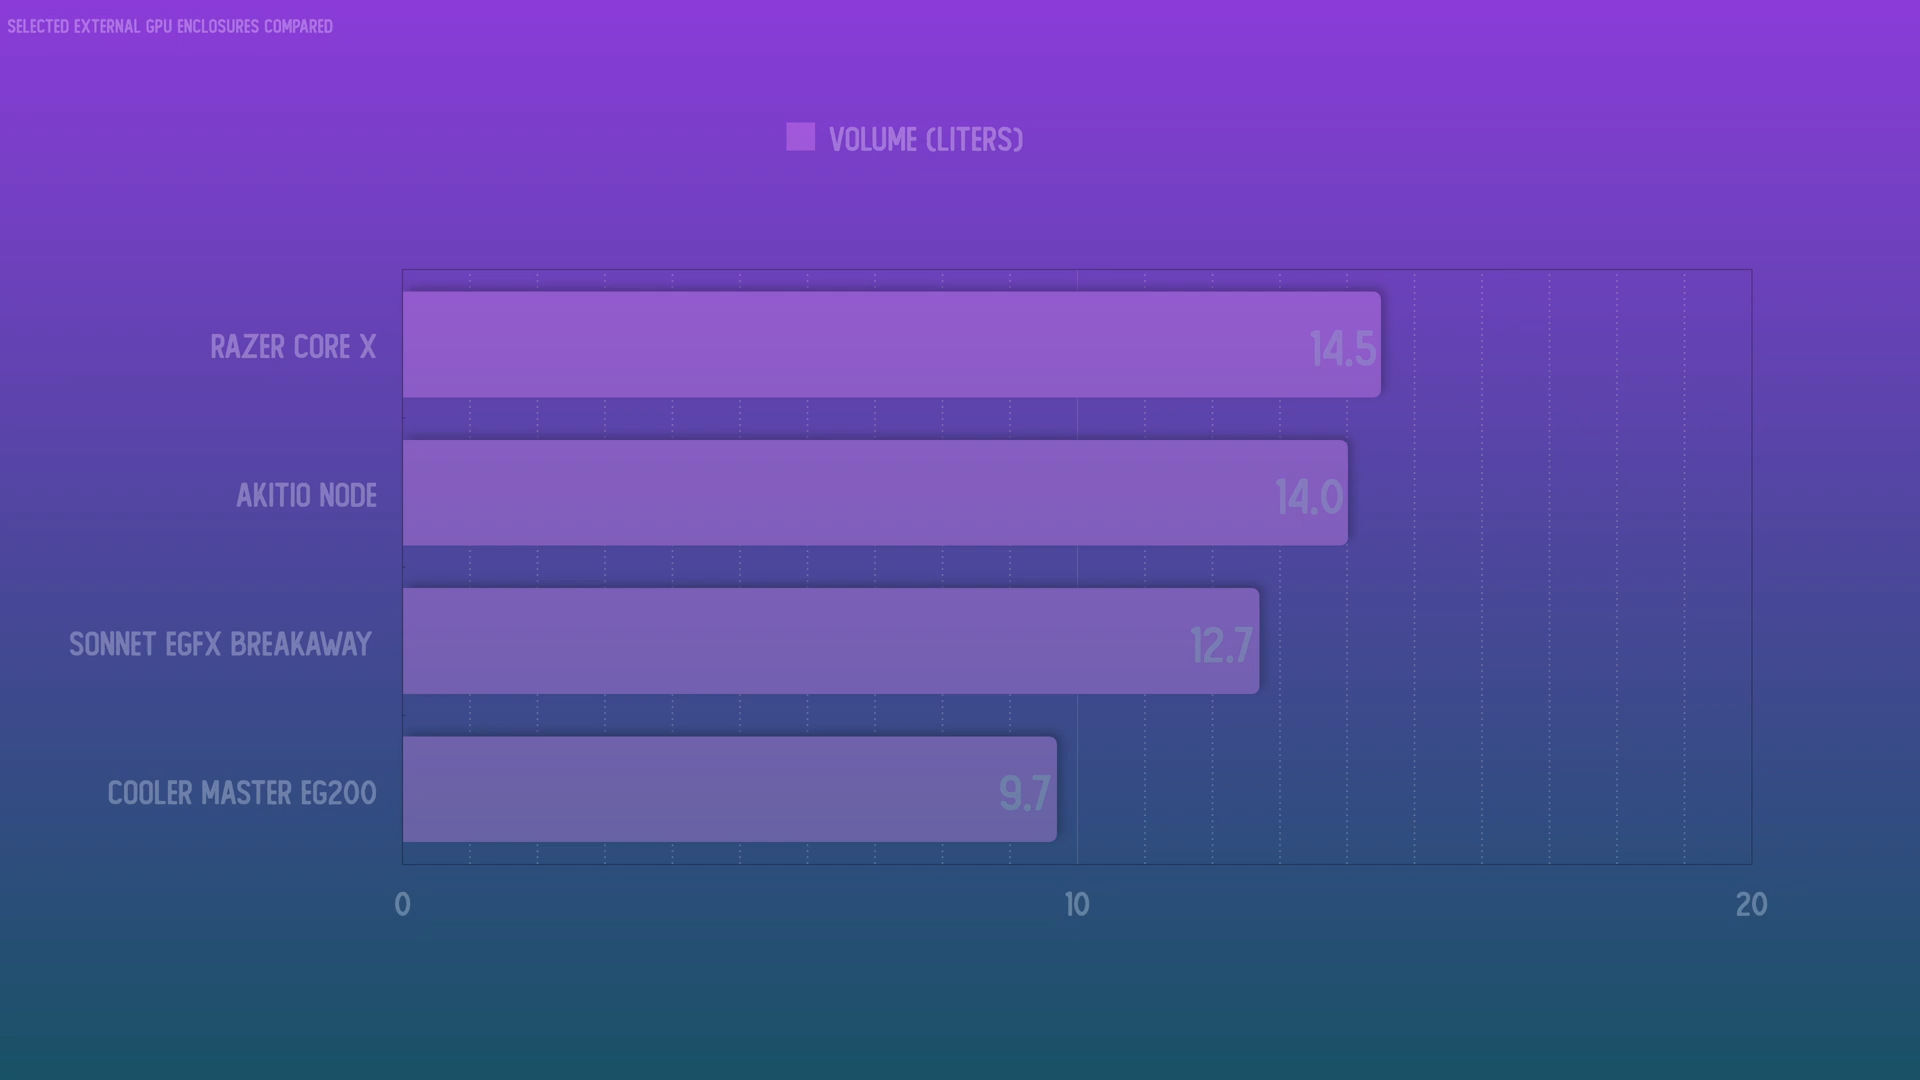 SELECTED EXTERNAL GPU ENCLOSURES COMPARED
VOLUME (LITERS)
RAZER CORE X
14.5
AKITIO NODE
14.0
SONNET EGFX BREAKAWAY
12.7
COOLER MASTER EG200
9.7
0
10
20